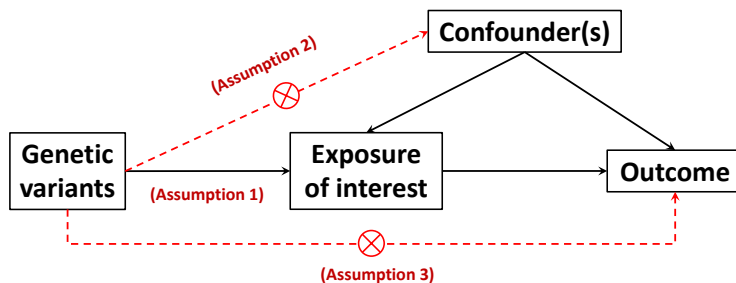 Confounder(s)
(Assumption 2)
Genetic
variants
(Assumption 1)
Exposure
of interest
Outcome
(Assumption 3)